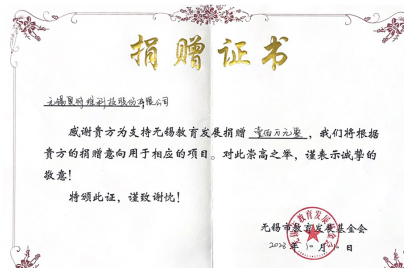 捐赠证书
无锡奥特维科技股份有限公司
感谢贵方为支持无锡教育发展捐赠 壹佰万元整 ,我们将根据
贵方的捐赠意向用于相应的项目。对此崇高之举,谨表示诚挚的
敬意!
特颁此证,谨致谢忱!
无锡市教育发展基金会